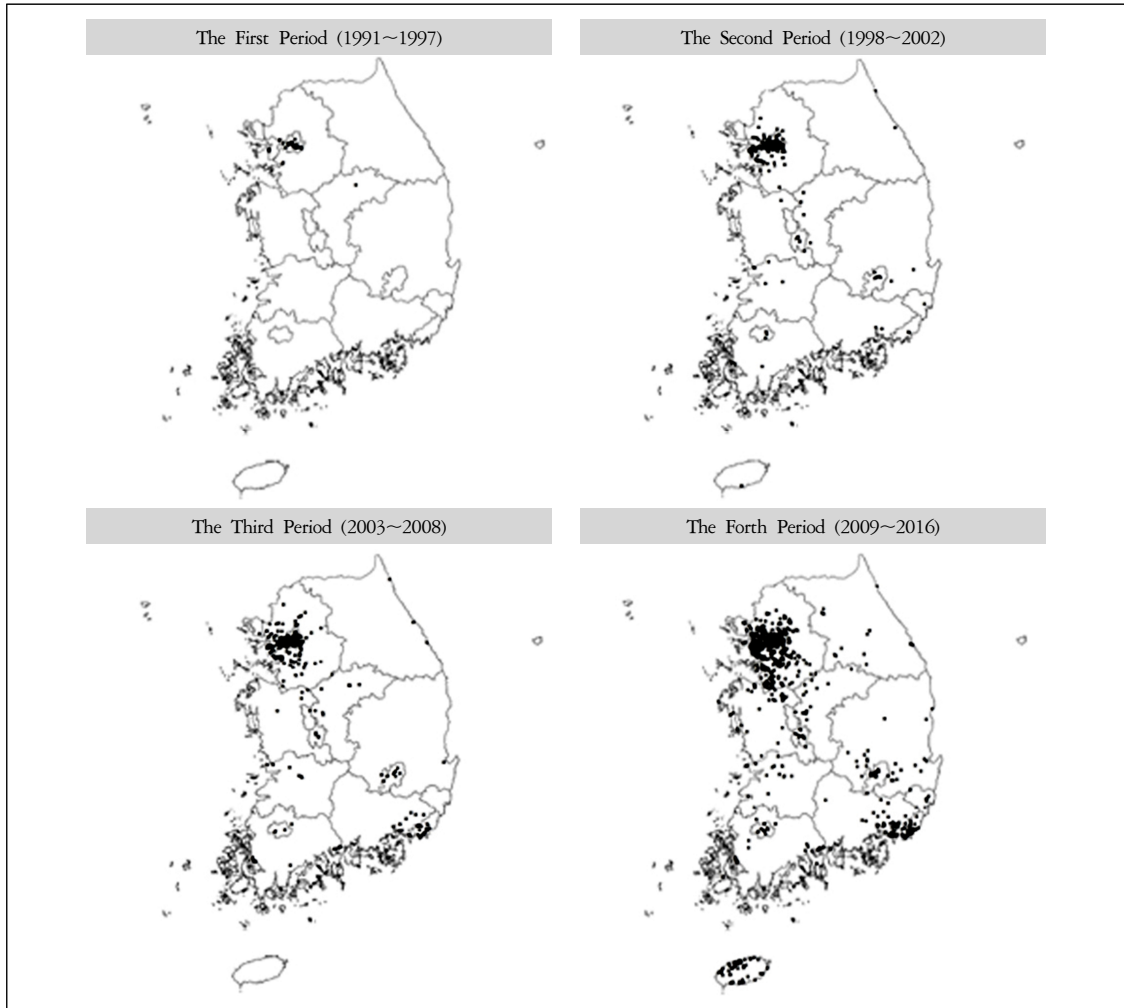 The First Period (1991~1997)
The Second Period (1998~2002)
The Third Period (2003~2008)
The Forth Period (2009~2016)